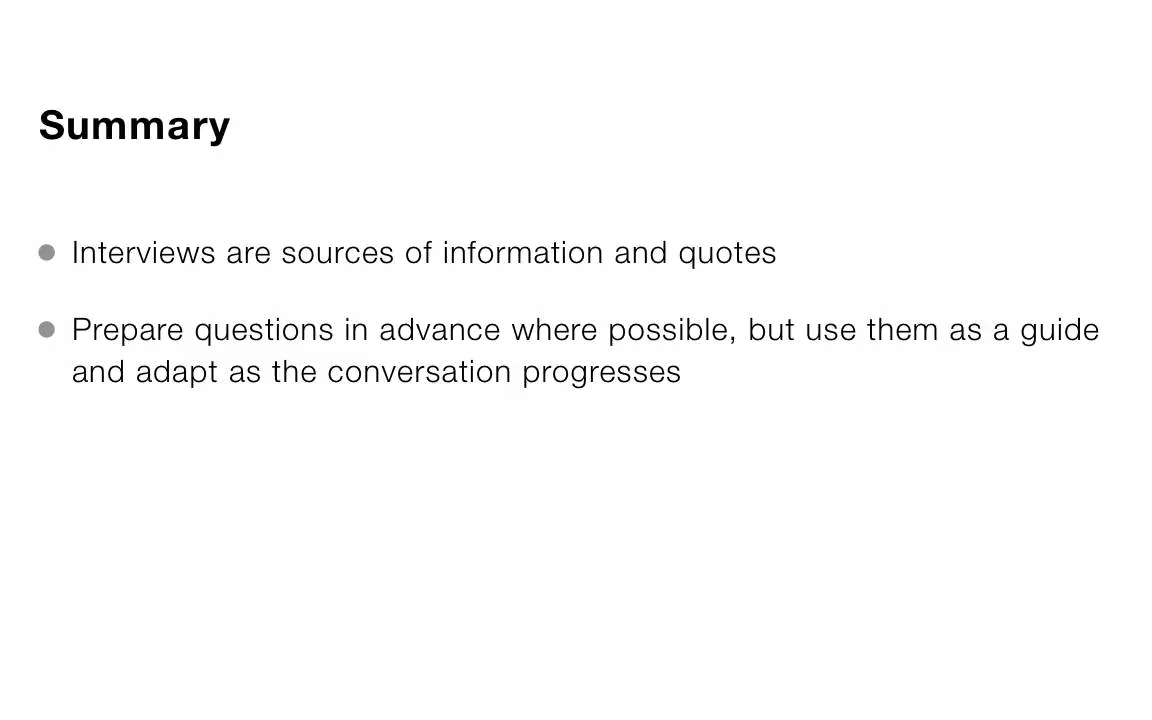 Summary
Interviews are sources of information and quotes
Prepare questions in advance where possible, but use them as a guide
and adapt as the conversation progresses